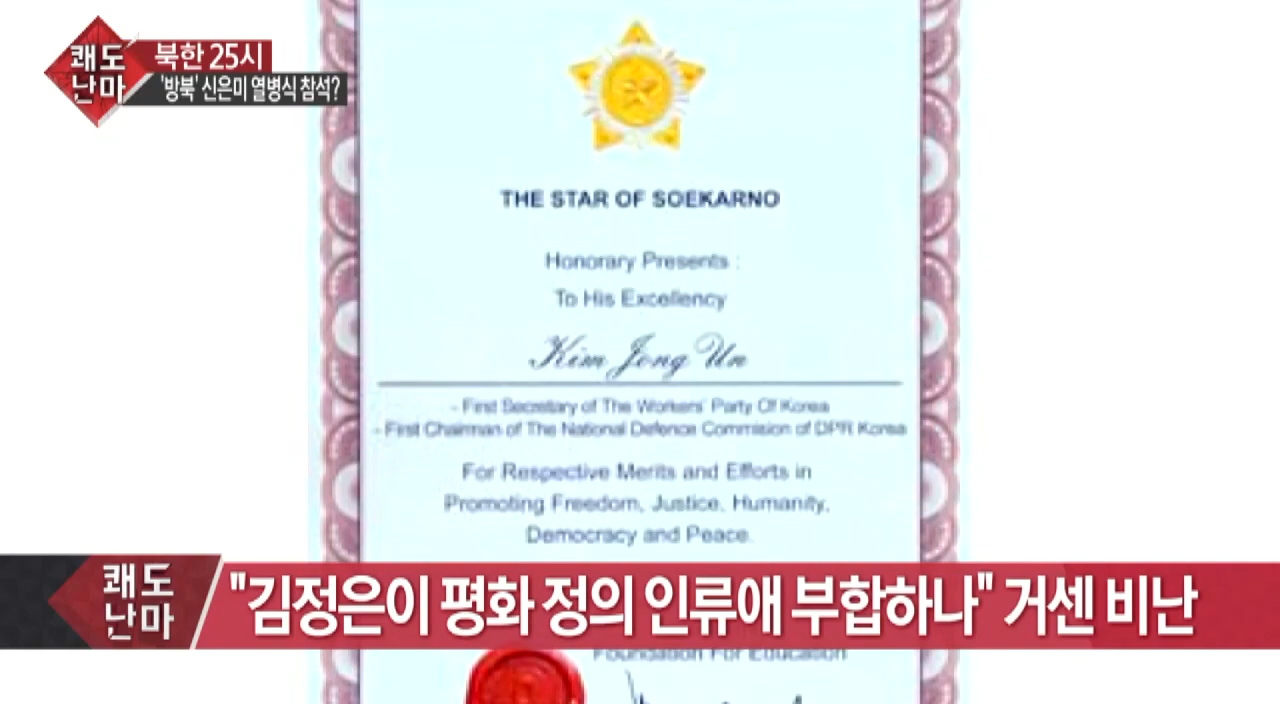 쾌도
난마
북한 25시
'방북' 신은미 열병식 참석?
THE STAR OF SOEKARNO
Honorary Presents :
To His Excellency
Kim Jong Un
- First Secretary of The Workers' Party Of Korea
- First Chairman of The National Defence Commision of DPR Korea
For Respective Merits and Efforts in
Promoting Freedom, Justice, Humanity,
Democracy and Peace.
쾌도
난마
"김정은이 평화 정의 인류애 부합하나" 거센 비난
Foundation For Education